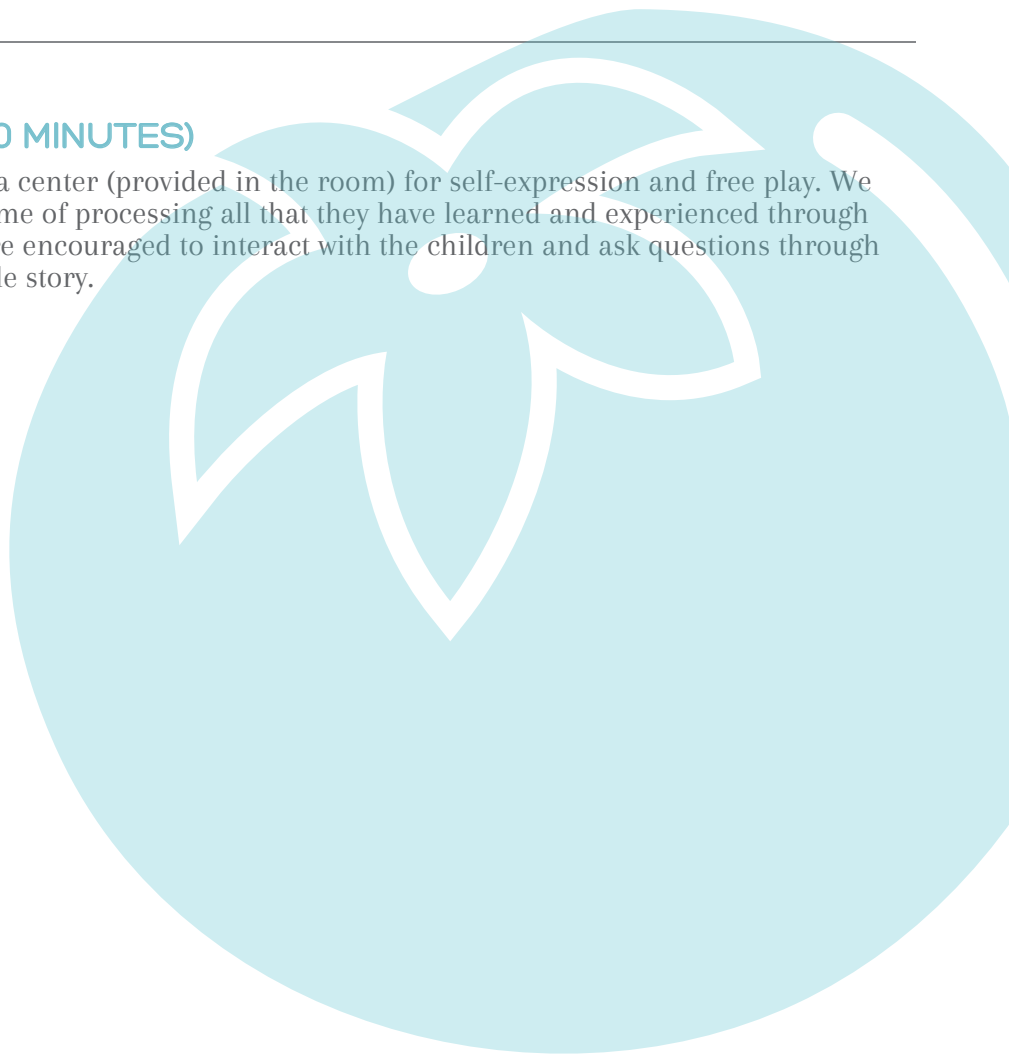 0 MINUTES)
a center (provided in the room) for self-expression and free play. We
me of processing all that they have learned and experienced through
re encouraged to interact with the children and ask questions through
le story.